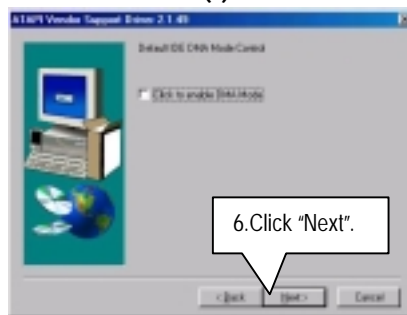 ATAPI Vendor Support Driver 2.1.49
Default IDE DMA Mode Control
Click to enable DMA Mode
6.Click “Next”.
< Back
Next >
Cancel